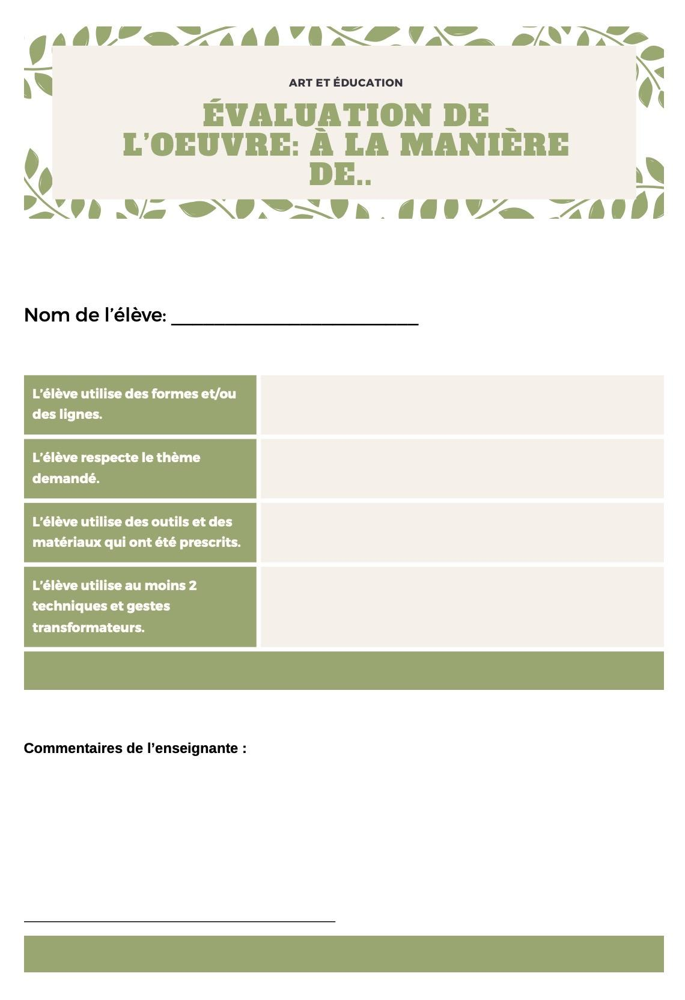 ART ET ÉDUCATION
ÉVALUATION DE
L’OEUVRE: À LA MANIÈRE
DE..
Nom de l’élève: _______________________
L’élève utilise des formes et/ou
des lignes.
L’élève respecte le thème
demandé.
L’élève utilise des outils et des
matériaux qui ont été prescrits.
L’élève utilise au moins 2
techniques et gestes
transformateurs.
Commentaires de l’enseignante :